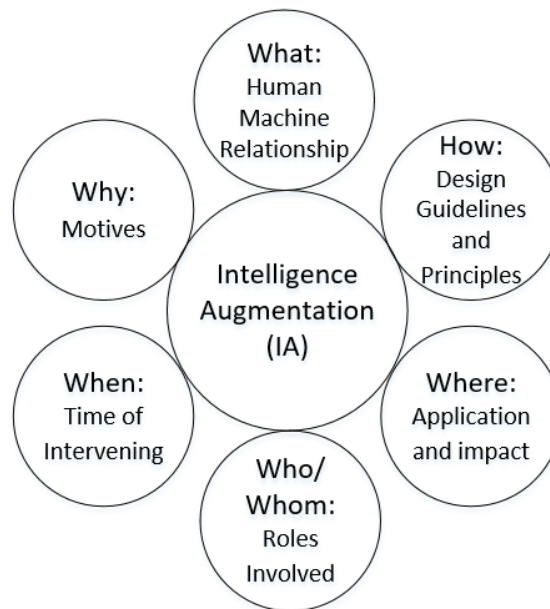 What:
Human
Machine
Relationship
How:
Design
Guidelines
and
Principles
Why:
Motives
Intelligence
Augmentation
(IA)
When:
Time of
Intervening
Where:
Application
and impact
Who/
Whom:
Roles
Involved